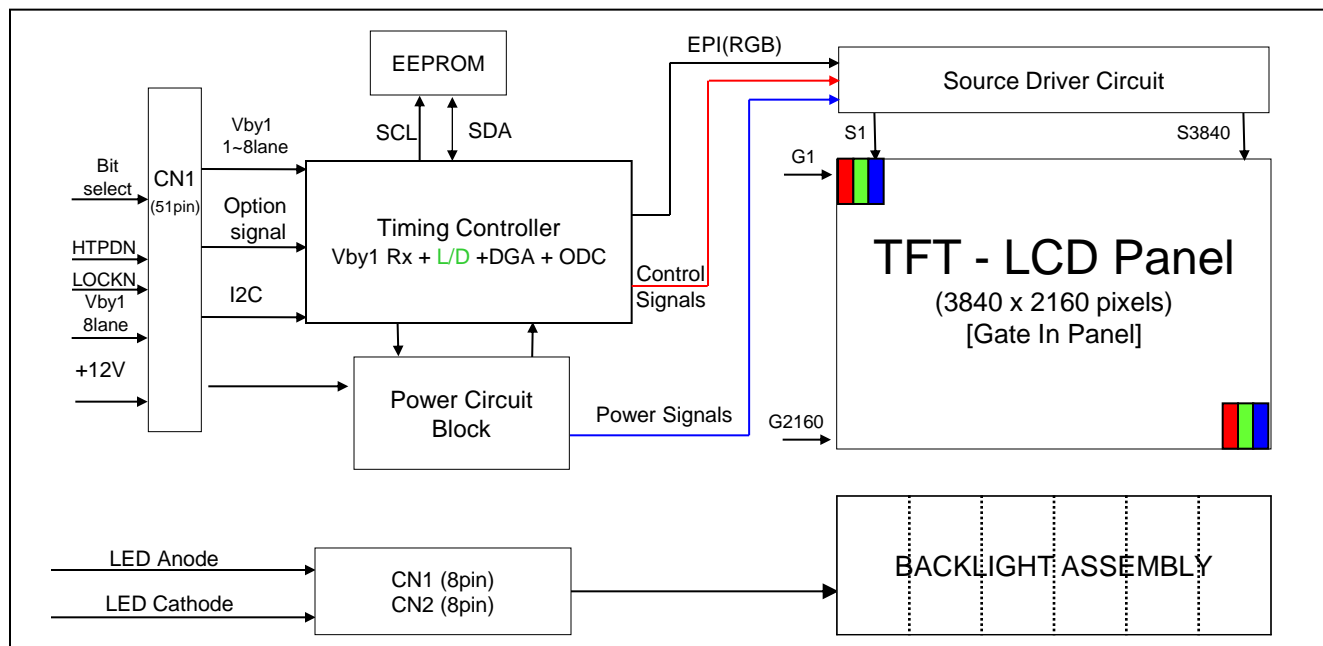 EPI(RGB)
EEPROM
Source Driver Circuit
SCL
SDA
S1
S3840
Vby1
1~8lane
G1
Bit
select
CN1
(51pin)
Option
signal
Timing Controller
Vby1 Rx + L/D +DGA + ODC
TFT - LCD Panel
(3840 x 2160 pixels)
[Gate In Panel]
HTPDN
LOCKN
Vby1
8lane
I2C
Control
Signals
+12V
Power Circuit
Block
Power Signals
G2160
LED Anode
LED Cathode
CN1 (8pin)
CN2 (8pin)
BACKLIGHT ASSEMBLY